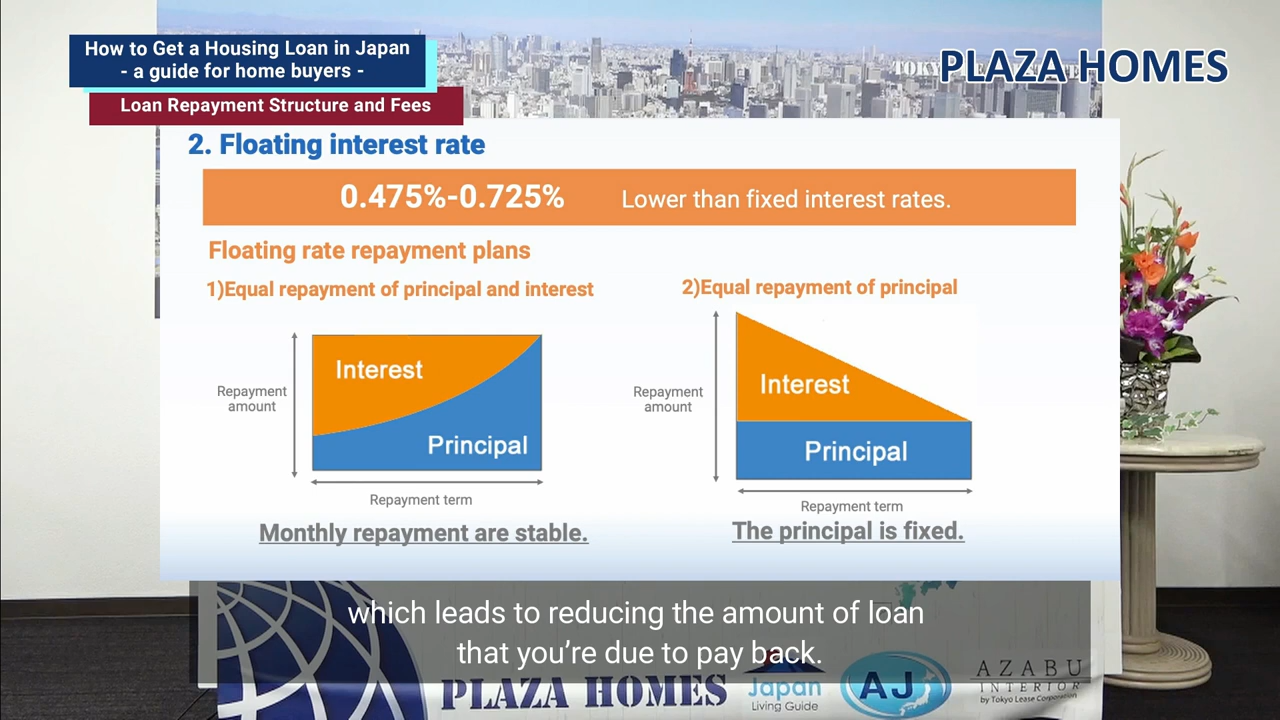 How to Get a Housing Loan in Japan
- a guide for home buyers -
Loan Repayment Structure and Fees
PLAZA HOMES
2. Floating interest rate
0.475%-0.725% Lower than fixed interest rates.
Floating rate repayment plans
1)Equal repayment of principal and interest
Repayment
amount
Interest
Principal
Repayment term
Monthly repayment are stable.
2)Equal repayment of principal
Repayment
amount
Interest
Principal
Repayment term
The principal is fixed.
which leads to reducing the amount of loan
that you’re due to pay back.
PLAZA HOMES
Japan
Living Guide
AJ
AZABU
INTERIOR
by Tokyo Lease Corporation